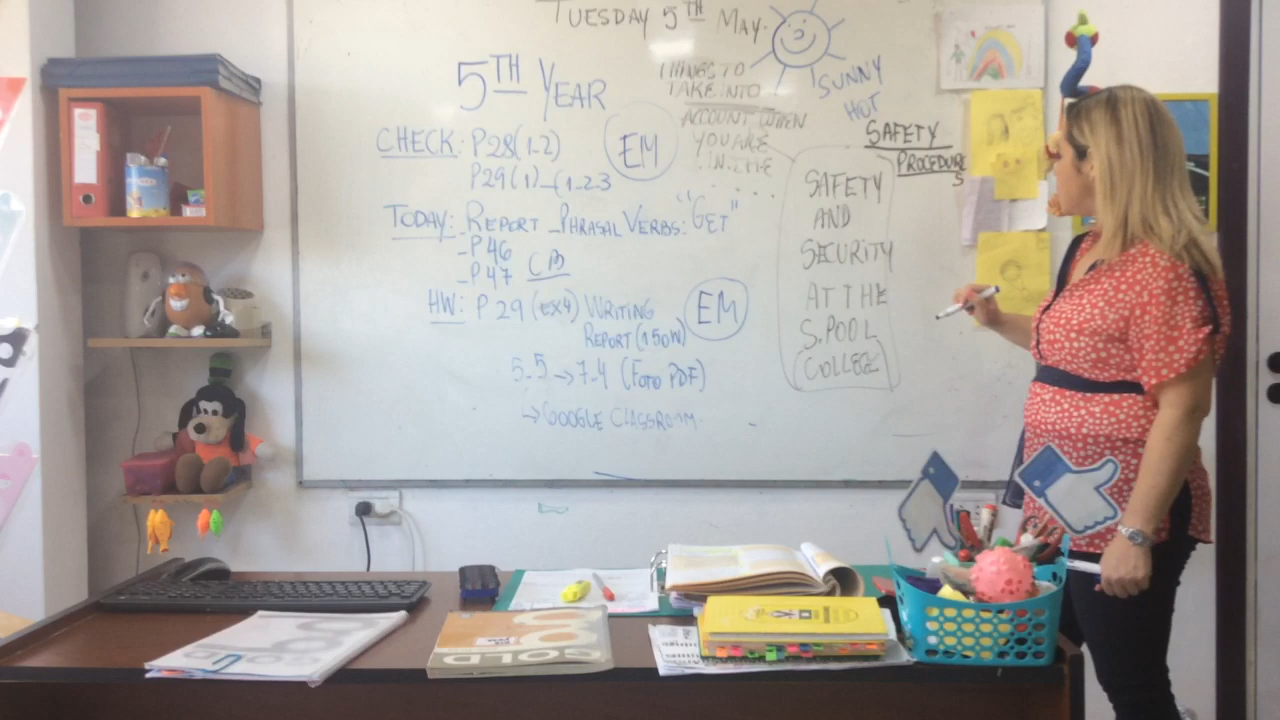 TUESDAY 5TH MAY.
SUNNY
HOT
5TH YEAR
CHECK: P28(1.2)
P29(1)-(1.2.3
EM
THINGS TO
TAKE INTO
ACCOUNT WHEN
YOU ARE
IN THE
SAFETY
PROCEDURES
TODAY: - REPORT - PHRASAL VERBS: "GET"
- P46
- P47 CB
HW: P 29 (ex4) WRITING
REPORT (150W)
EM
5-5 → 7-4 (FOTO PDF)
→ GOOGLE CLASSROOM.
SAFETY
AND
SECURITY
AT THE
S.POOL
COLLEGE
GOLD